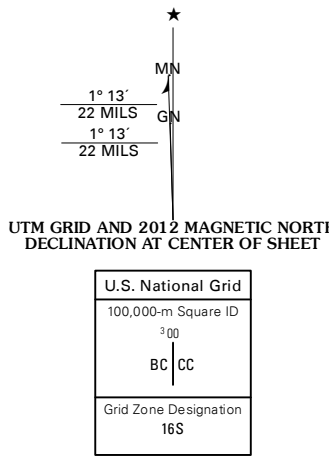 ★
MN
1° 13´
22 MILS
GN
1° 13´
22 MILS
UTM GRID AND 2012 MAGNETIC NORTH
DECLINATION AT CENTER OF SHEET
U.S. National Grid
100,000-m Square ID
³00
BC CC
Grid Zone Designation
16S